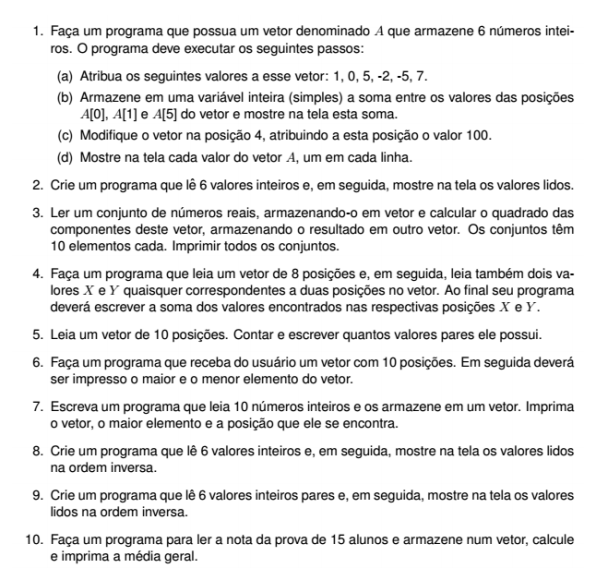 1. Faça um programa que possua um vetor denominado A que armazene 6 números intei-
ros. O programa deve executar os seguintes passos:
(a) Atribua os seguintes valores a esse vetor: 1, 0, 5, -2, -5, 7.
(b) Armazene em uma variável inteira (simples) a soma entre os valores das posições
A[0], A[1] e A[5] do vetor e mostre na tela esta soma.
(c) Modifique o vetor na posição 4, atribuindo a esta posição o valor 100.
(d) Mostre na tela cada valor do vetor A, um em cada linha.
2. Crie um programa que lê 6 valores inteiros e, em seguida, mostre na tela os valores lidos.
3. Ler um conjunto de números reais, armazenando-o em vetor e calcular o quadrado das
componentes deste vetor, armazenando o resultado em outro vetor. Os conjuntos têm
10 elementos cada. Imprimir todos os conjuntos.
4. Faça um programa que leia um vetor de 8 posições e, em seguida, leia também dois va-
lores X e Y quaisquer correspondentes a duas posições no vetor. Ao final seu programa
deverá escrever a soma dos valores encontrados nas respectivas posições X e Y.
5. Leia um vetor de 10 posições. Contar e escrever quantos valores pares ele possui.
6. Faça um programa que receba do usuário um vetor com 10 posições. Em seguida deverá
ser impresso o maior e o menor elemento do vetor.
7. Escreva um programa que leia 10 números inteiros e os armazene em um vetor. Imprima
o vetor, o maior elemento e a posição que ele se encontra.
8. Crie um programa que lê 6 valores inteiros e, em seguida, mostre na tela os valores lidos
na ordem inversa.
9. Crie um programa que lê 6 valores inteiros pares e, em seguida, mostre na tela os valores
lidos na ordem inversa.
10. Faça um programa para ler a nota da prova de 15 alunos e armazene num vetor, calcule
e imprima a média geral.